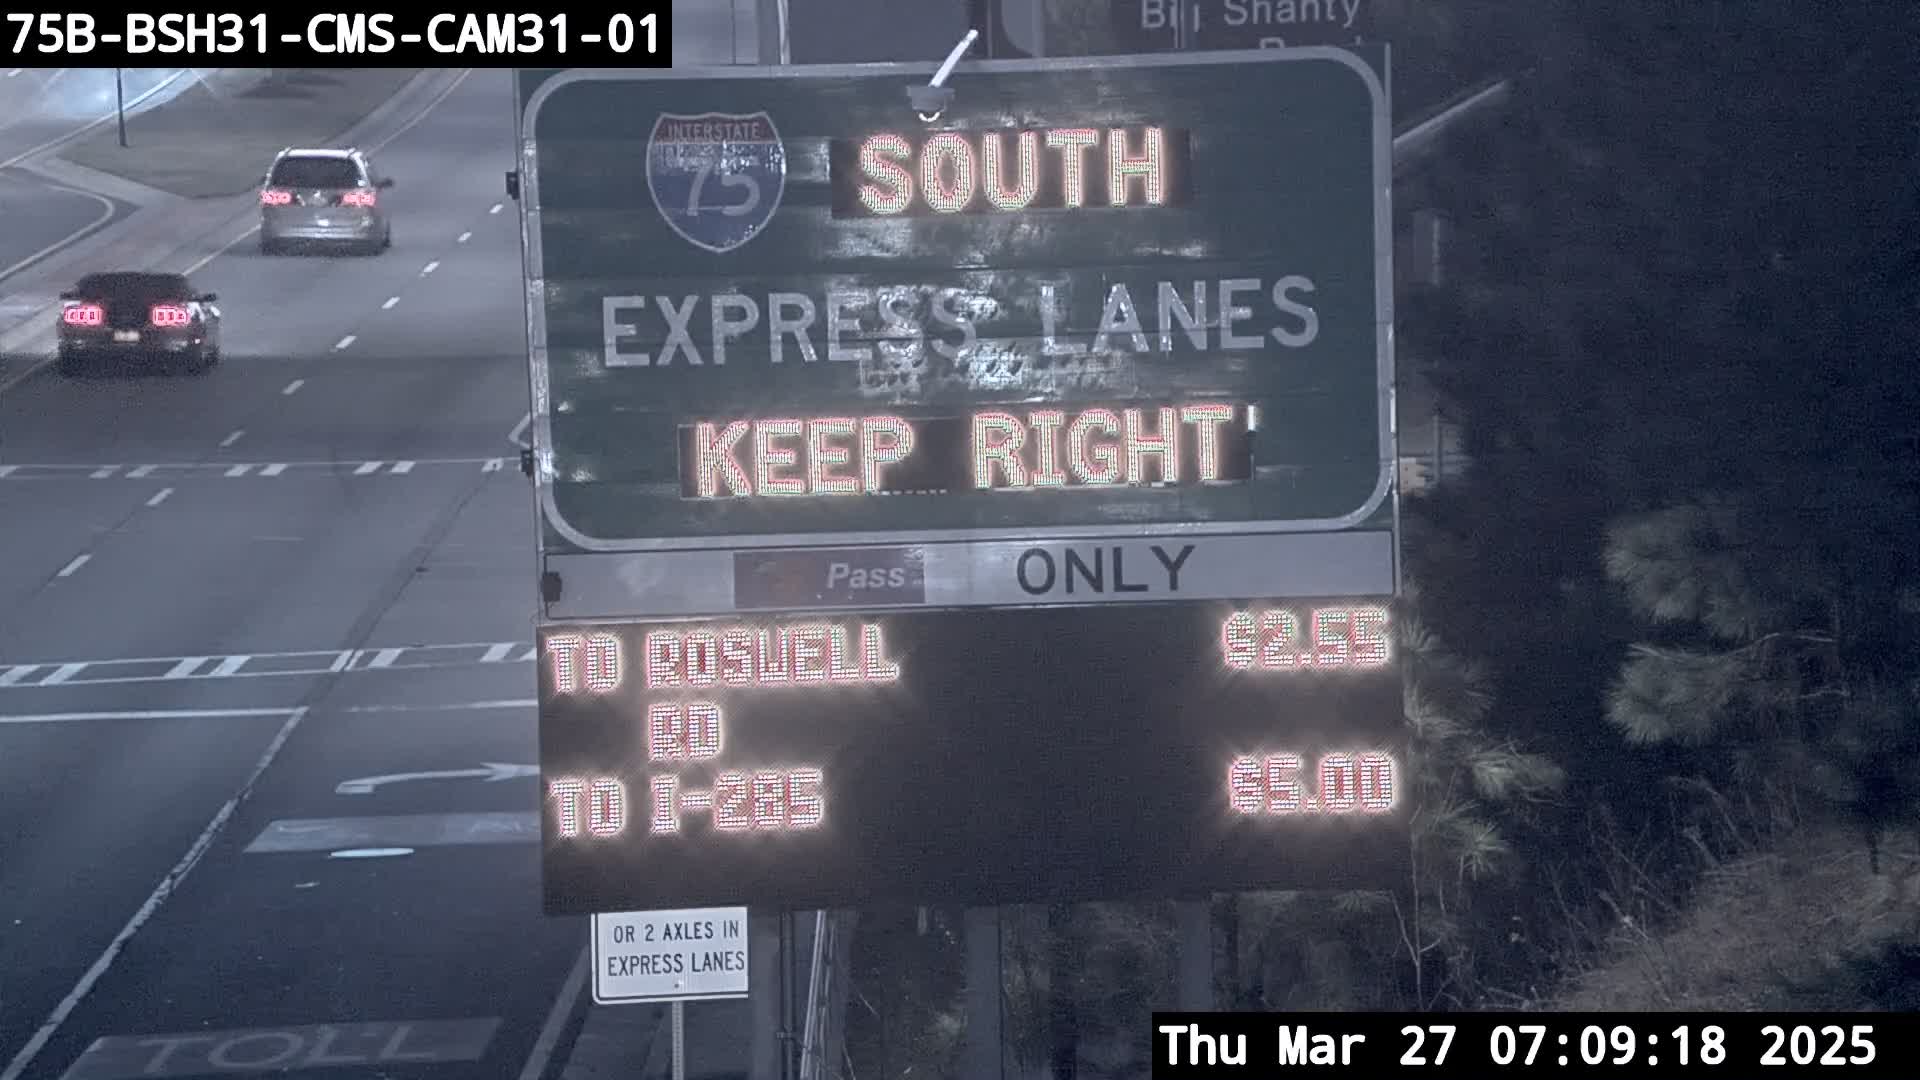 75B-BSH31-CMS-CAM31-01
Shanty
INTERSTATE
75
SOUTH
EXPRESS LANES
KEEP RIGHT
Pass
ONLY
TO ROSWELL $2.55
RD
TO I-285 $5.00
OR 2 AXLES IN
EXPRESS LANES
TOLL
Thu Mar 27 07:09:18 2025